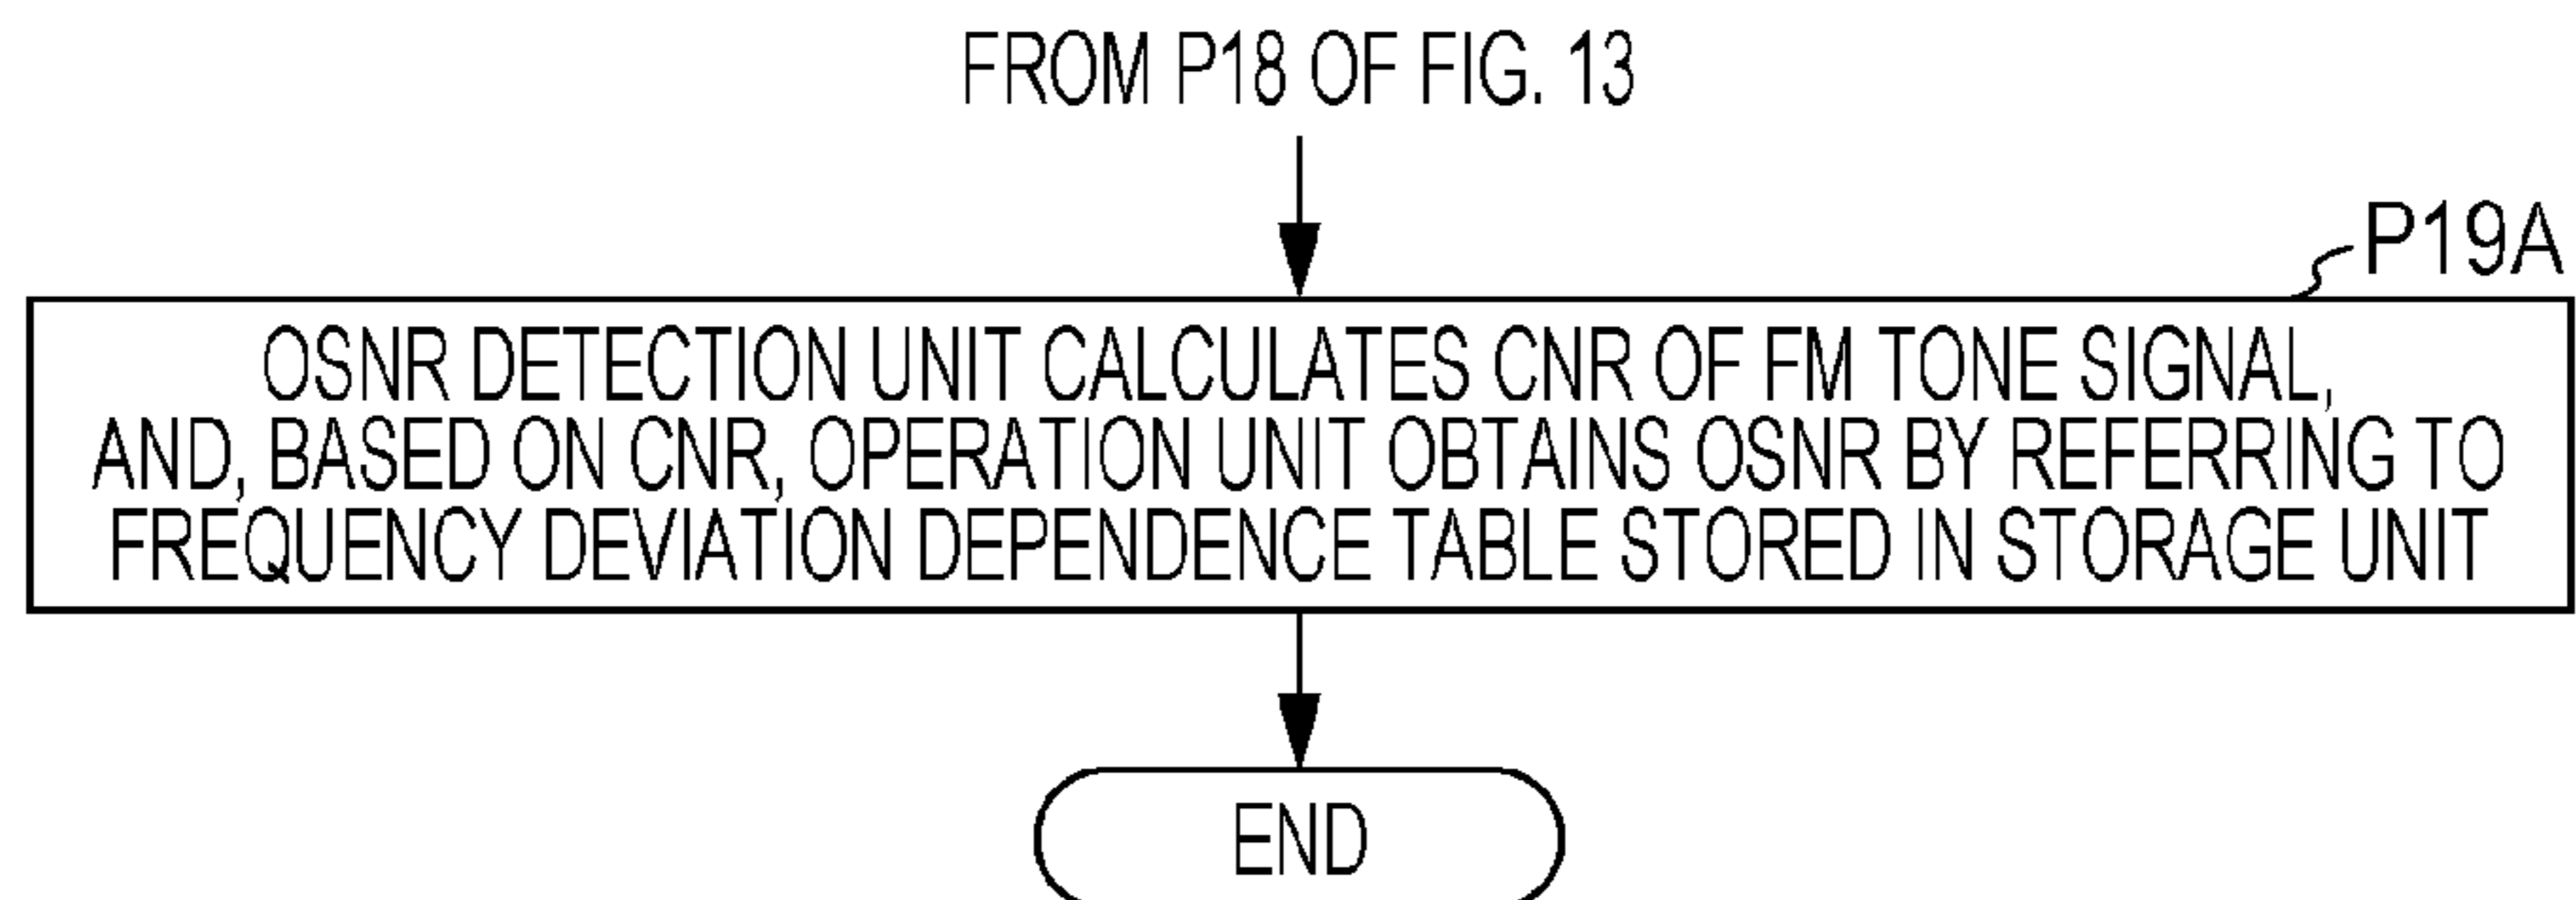 FROM P18 OF FIG. 13
P19A
OSNR DETECTION UNIT CALCULATES CNR OF FM TONE SIGNAL,
AND, BASED ON CNR, OPERATION UNIT OBTAINS OSNR BY REFERRING TO
FREQUENCY DEVIATION DEPENDENCE TABLE STORED IN STORAGE UNIT
END